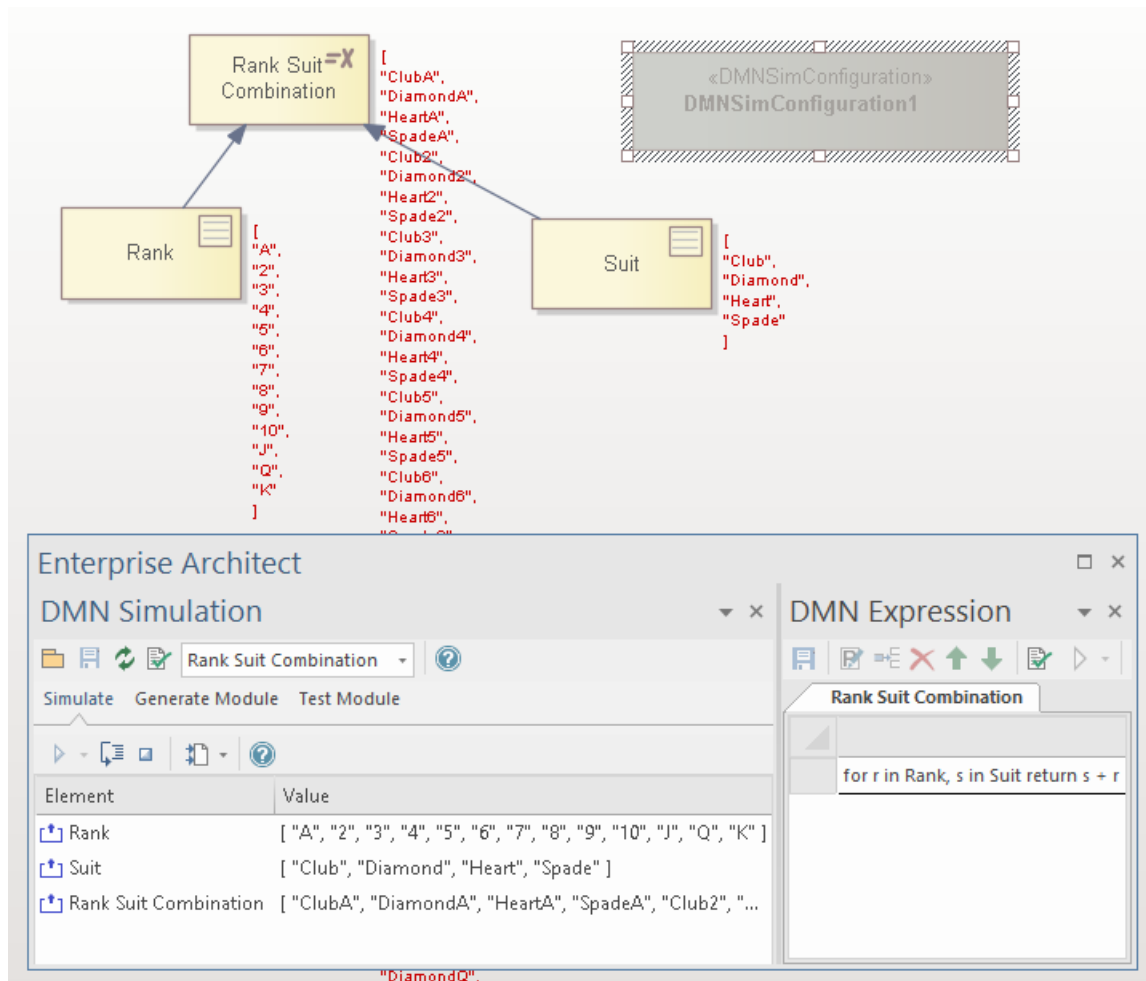 Rank Suit
Combination
[
"ClubA",
"DiamondA",
"HeartA",
"SpadeA",
"Club2",
"Diamond2",
"Heart2",
"Spade2",
"Club3",
"Diamond3",
"Heart3",
"Spade3",
"Club4",
"Diamond4",
"Heart4",
"Spade4",
"Club5",
"Diamond5",
"Heart5",
"Spade5",
"Club6",
"Diamond6",
"Heart6",
«DMNSimConfiguration»
DMNSimConfiguration1
Rank
[
"A",
"2",
"3",
"4",
"5",
"6",
"7",
"8",
"9",
"10",
"J",
"Q",
"K"
]
Suit
[
"Club",
"Diamond",
"Heart",
"Spade"
]
Enterprise Architect
DMN Simulation
Rank Suit Combination
Simulate Generate Module Test Module
Element Value
Rank [ "A", "2", "3", "4", "5", "6", "7", "8", "9", "10", "J", "Q", "K" ]
Suit [ "Club", "Diamond", "Heart", "Spade" ]
Rank Suit Combination [ "ClubA", "DiamondA", "HeartA", "SpadeA", "Club2", "...
DMN Expression
Rank Suit Combination
for r in Rank, s in Suit return s + r
"DiamondQ",